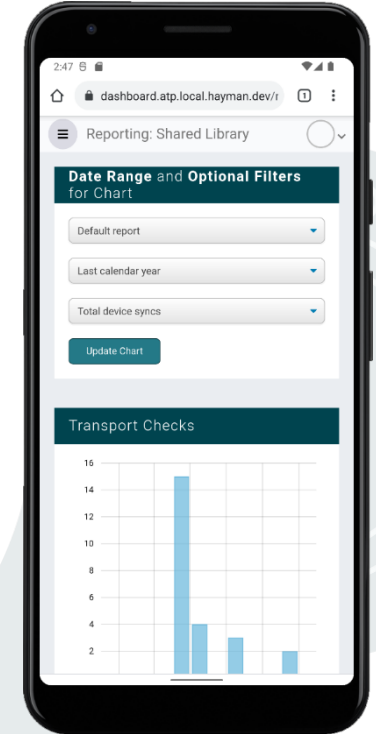 2:47
dashboard.atp.local.hayman.dev/r
1
Reporting: Shared Library
Date Range and Optional Filters
for Chart
Default report
Last calendar year
Total device syncs
Update Chart
Transport Checks
16
14
12
10
8
6
4
2